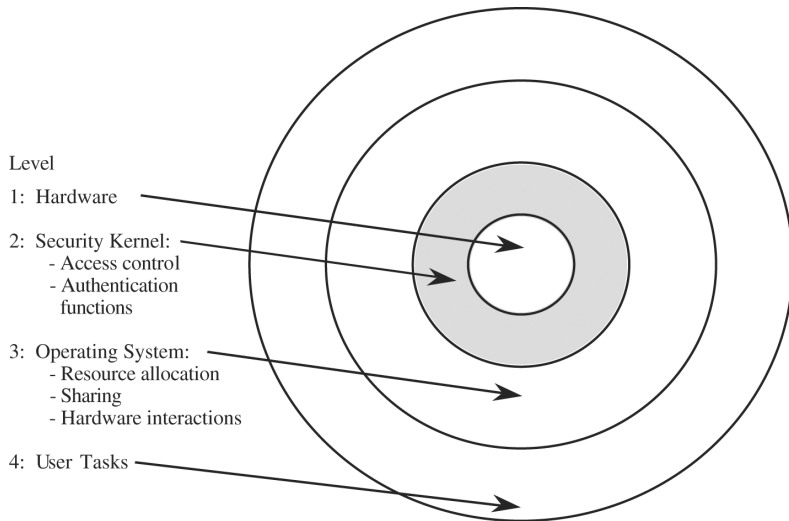 Level
1: Hardware
2: Security Kernel:
- Access control
- Authentication
functions
3: Operating System:
- Resource allocation
- Sharing
- Hardware interactions
4: User Tasks